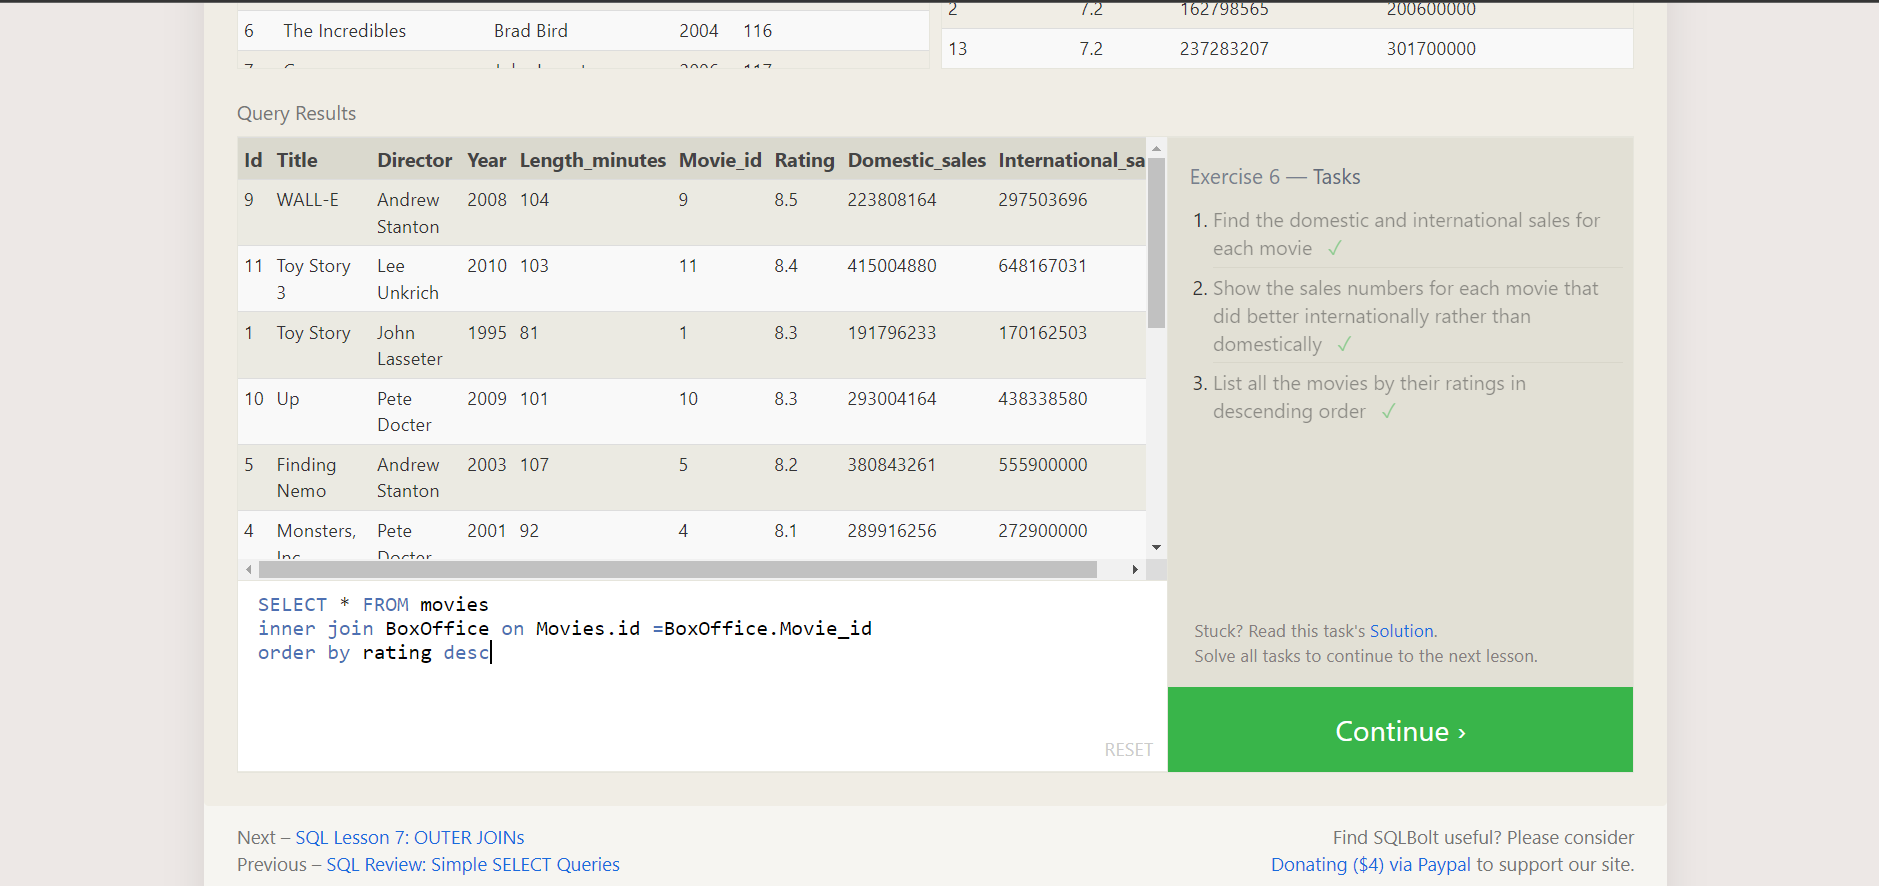 2 7.2 162798565 200600000
6 The Incredibles Brad Bird 2004 116
13 7.2 237283207 301700000
Query Results
Id Title Director Year Length_minutes Movie_id Rating Domestic_sales International_sa
9 WALL-E Andrew Stanton 2008 104 9 8.5 223808164 297503696
11 Toy Story 3 Lee Unkrich 2010 103 11 8.4 415004880 648167031
1 Toy Story John Lasseter 1995 81 1 8.3 191796233 170162503
10 Up Pete Docter 2009 101 10 8.3 293004164 438338580
5 Finding Nemo Andrew Stanton 2003 107 5 8.2 380843261 555900000
4 Monsters, Inc Pete Docter 2001 92 4 8.1 289916256 272900000
SELECT * FROM movies
inner join BoxOffice on Movies.id =BoxOffice.Movie_id
order by rating desc
RESET
Exercise 6 — Tasks
1. Find the domestic and international sales for
each movie ✓
2. Show the sales numbers for each movie that
did better internationally rather than
domestically ✓
3. List all the movies by their ratings in
descending order ✓
Stuck? Read this task's Solution.
Solve all tasks to continue to the next lesson.
Continue ›
Next – SQL Lesson 7: OUTER JOINs
Previous – SQL Review: Simple SELECT Queries
Find SQLBolt useful? Please consider
Donating ($4) via Paypal to support our site.